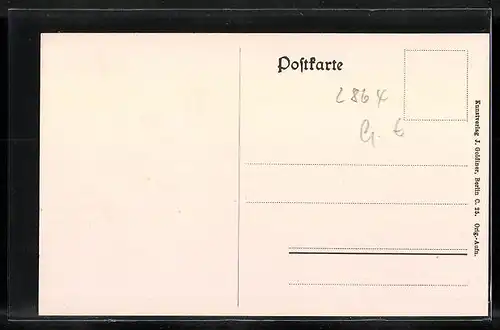 Postkarte
2864
G. 6
Kunstverlag J. Goldiner, Berlin C. 25. Orig.-Aufn.